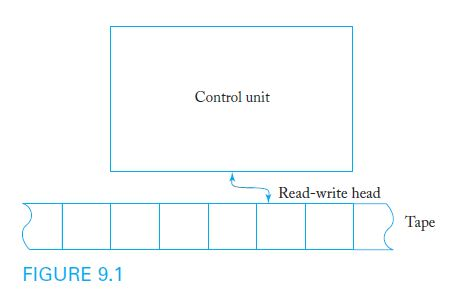 Control unit
Read-write head
Tape
FIGURE 9.1